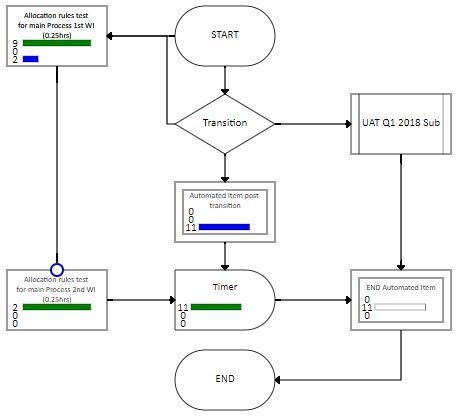 Allocation rules test
for main Process 1st WI
(0.25hrs)
9
0
2
START
Transition
UAT Q1 2018 Sub
Automated Item post
transition
0
0
11
Allocation rules test
for main Process 2nd WI
(0.25hrs)
2
0
0
Timer
11
0
0
END Automated Item
0
11
0
END